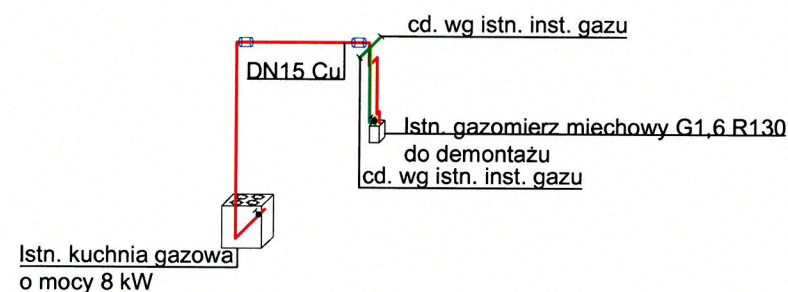 cd. wg istn. inst. gazu
DN15 Cu
Istn. gazomierz miechowy G1,6 R130
do demontażu
cd. wg istn. inst. gazu
Istn. kuchnia gazowa
o mocy 8 kW